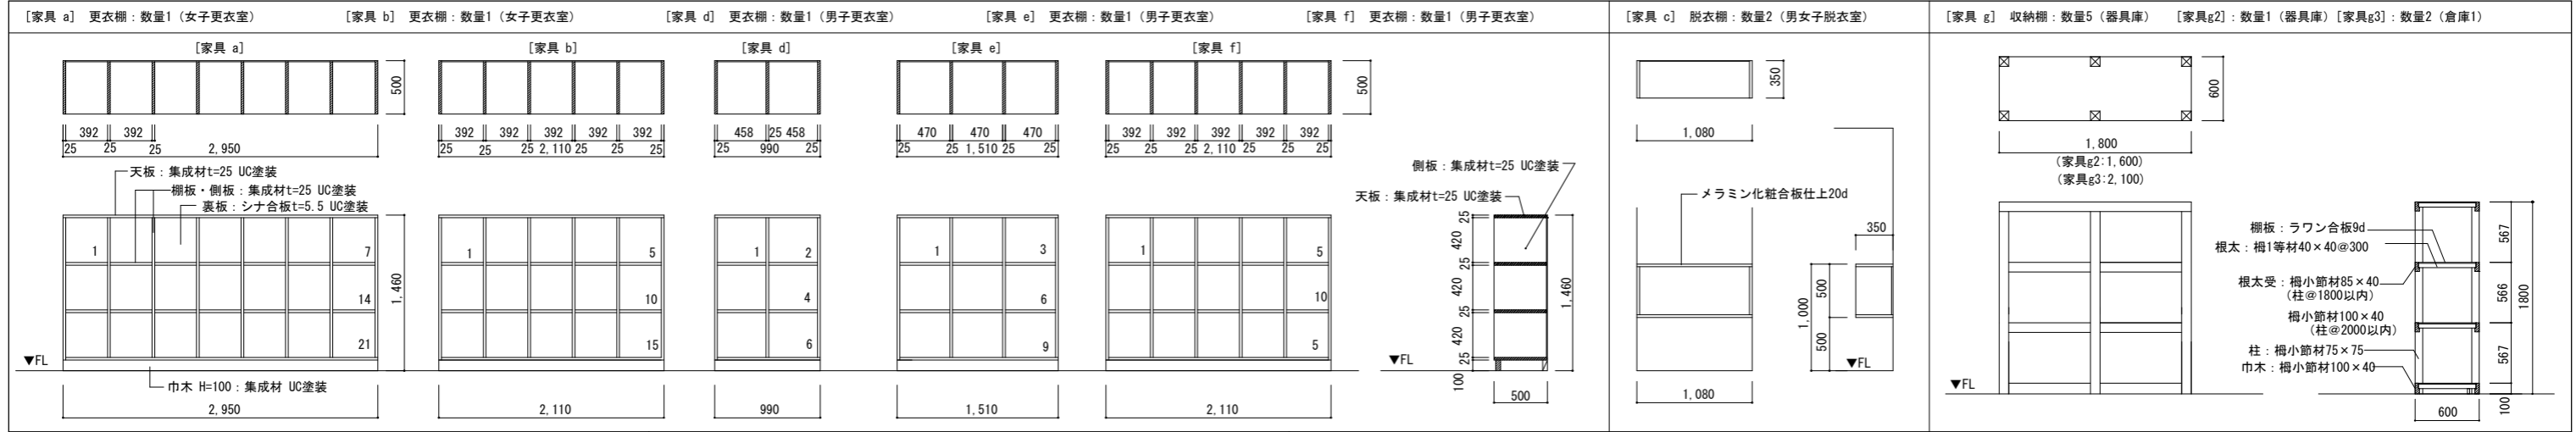 [家具 a] 更衣棚：数量1（女子更衣室） [家具 b] 更衣棚：数量1（女子更衣室） [家具 d] 更衣棚：数量1（男子更衣室） [家具 e] 更衣棚：数量1（男子更衣室） [家具 f] 更衣棚：数量1（男子更衣室） [家具 c] 脱衣棚：数量2（男女子脱衣室） [家具 g] 収納棚：数量5（器具庫） [家具g2]：数量1（器具庫）[家具g3]：数量2（倉庫1）
[家具 a]
500
392 392
25 25 25
2,950
天板：集成材t=25 UC塗装
棚板・側板：集成材t=25 UC塗装
裏板：シナ合板t=5.5 UC塗装
1 7
14
21
1,460
▼FL
巾木 H=100：集成材 UC塗装
2,950
[家具 b]
392 392 392 392 392
25 25 25 2,110 25 25 25
1 5
10
15
2,110
[家具 d]
458 25 458
25 990 25
1 2
4
6
990
[家具 e]
470 470 470
25 25 1,510 25 25
1 3
6
9
1,510
[家具 f]
500
392 392 392 392 392
25 25 25 2,110 25 25 25
1 5
10
5
2,110
側板：集成材t=25 UC塗装
天板：集成材t=25 UC塗装
25
420
25
420
25
420
25
100
1,460
▼FL
500
350
1,080
メラミン化粧合板仕上20d
350
1,000
500
500
▼FL
1,080
600
1,800
（家具g2:1,600）
（家具g3:2,100）
棚板：ラワン合板9d
根太：栂1等材40×40@300
根太受：栂小節材85×40
（柱@1800以内）
栂小節材100×40
（柱@2000以内）
柱：栂小節材75×75
巾木：栂小節材100×40
▼FL
567
566
567
100
1800
600